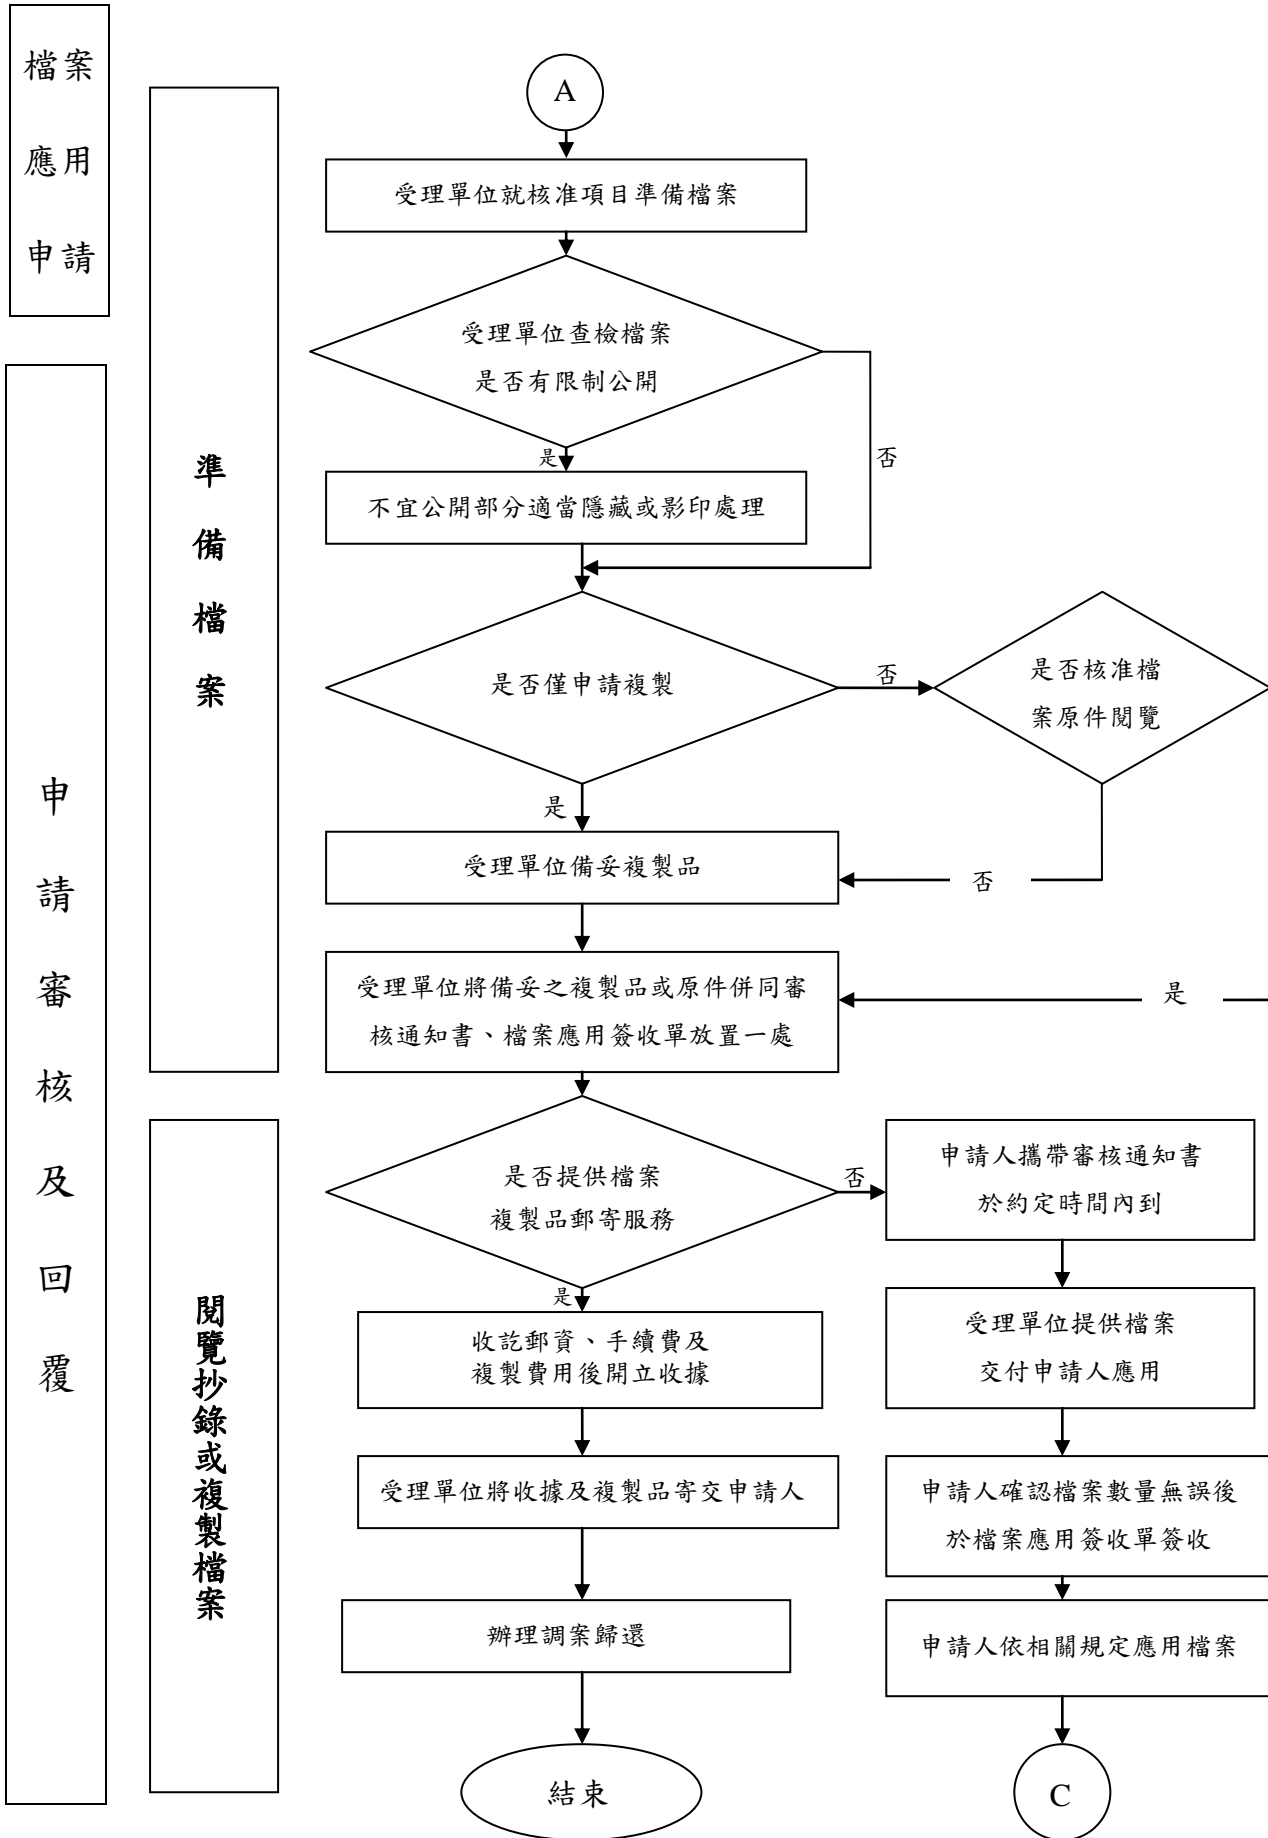 檔案
應用
申請
申
請
審
核
及
回
覆
準
備
檔
案
閱
覽
抄
錄
或
複
製
檔
案
A
受理單位就核准項目準備檔案
受理單位查檢檔案
是否有限制公開
是
否
不宜公開部分適當隱藏或影印處理
是否僅申請複製
否
是否核准檔
案原件閱覽
是
受理單位備妥複製品
否
受理單位將備妥之複製品或原件併同審
核通知書、檔案應用簽收單放置一處
是
是否提供檔案
複製品郵寄服務
否
申請人攜帶審核通知書
於約定時間內到
是
收訖郵資、手續費及
複製費用後開立收據
受理單位提供檔案
交付申請人應用
受理單位將收據及複製品寄交申請人
申請人確認檔案數量無誤後
於檔案應用簽收單簽收
辦理調案歸還
申請人依相關規定應用檔案
結束
C